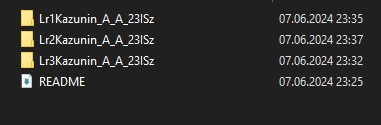 Lr1Kazunin_A_A_23ISz 07.06.2024 23:35
Lr2Kazunin_A_A_23ISz 07.06.2024 23:37
Lr3Kazunin_A_A_23ISz 07.06.2024 23:32
README 07.06.2024 23:25